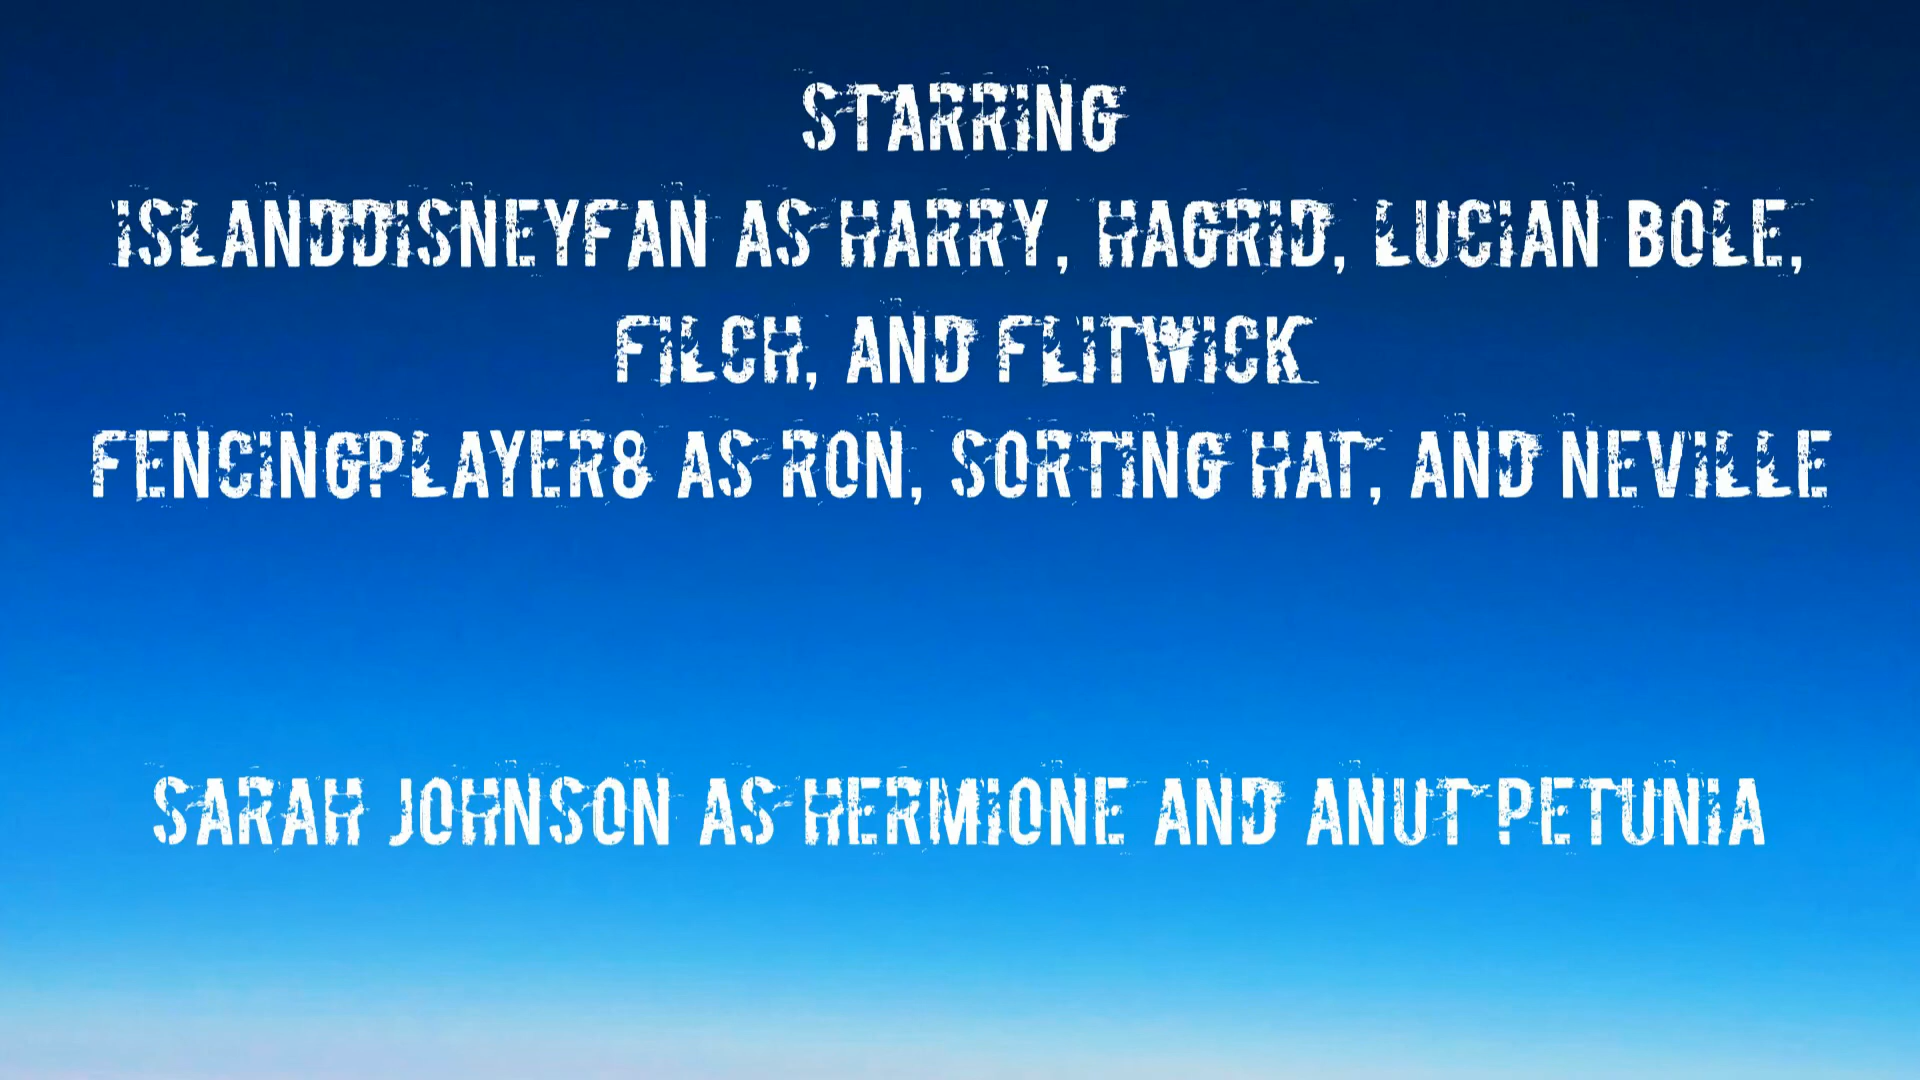 STARRING
ISLANDDISNEYFAN AS HARRY, HAGRID, LUCIAN BOLE,
FILCH, AND FLITWICK
FENCINGPLAYER8 AS RON, SORTING HAT, AND NEVILLE
SARAH JOHNSON AS HERMIONE AND ANUT PETUNIA